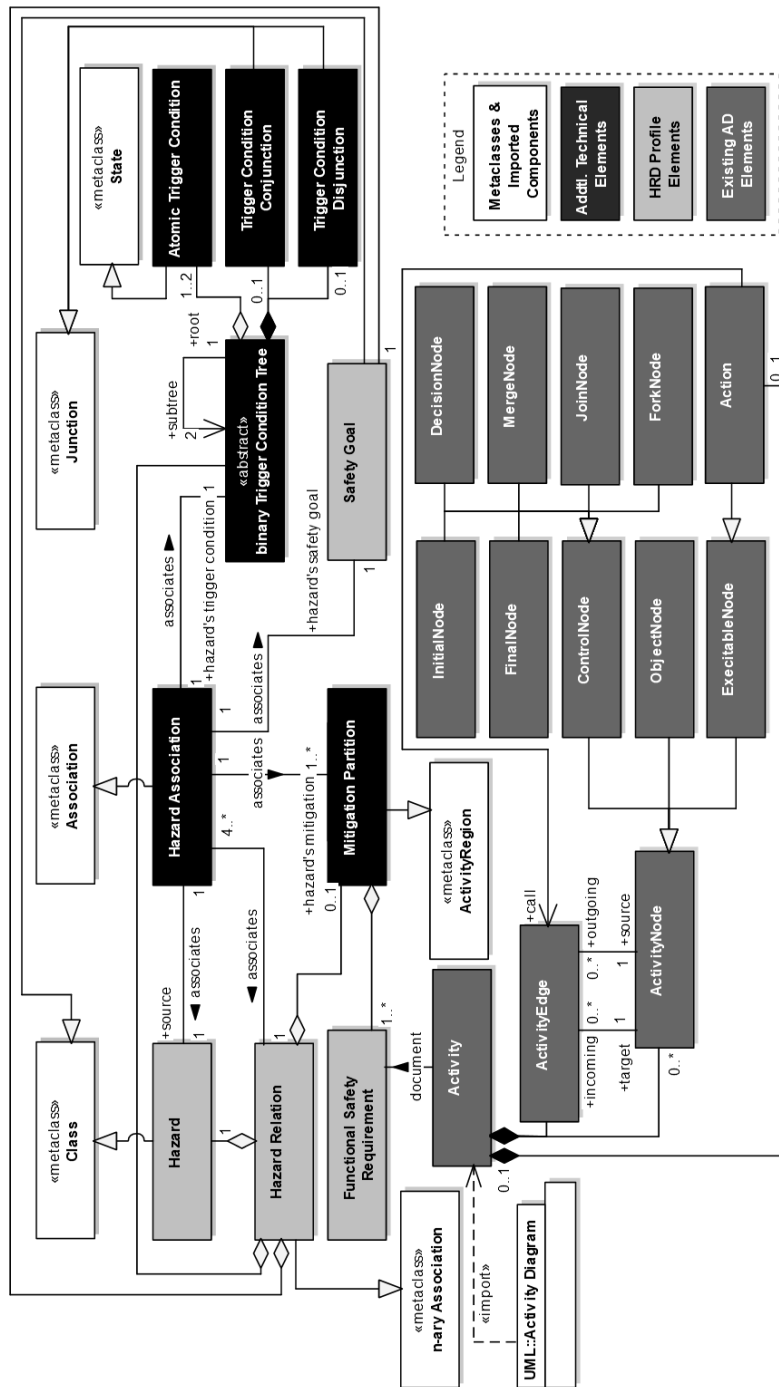 «metaclass»
Class
«metaclass»
Association
«metaclass»
Junction
«metaclass»
State
Hazard
+source
1
associates
1
Hazard Association
associates
1
+hazard's trigger condition
1
+subtree
2
+root
1
«abstract»
binary Trigger Condition Tree
1..2
Atomic Trigger Condition
0..1
Trigger Condition
Conjunction
0..1
Trigger Condition
Disjunction
1
Hazard Relation
1
associates
4..*
1
associates
1
associates
+hazard's safety goal
1
Safety Goal
1
Functional Safety
Requirement
1..*
0..1
+hazard's mitigation
1..*
Mitigation Partition
«metaclass»
n-ary Association
«metaclass»
ActivityRegion
document
Activity
0..1
«import»
UML::Activity Diagram
ActivityEdge
+call
+incoming
0..*
0..*
+outgoing
+target
1
1
+source
ActivityNode
0..*
InitialNode
FinalNode
ControlNode
ObjectNode
ExecitableNode
DecisionNode
MergeNode
JoinNode
ForkNode
Action
0..1
Legend
Metaclasses &
Imported
Components
Addtl. Technical
Elements
HRD Profile
Elements
Existing AD
Elements